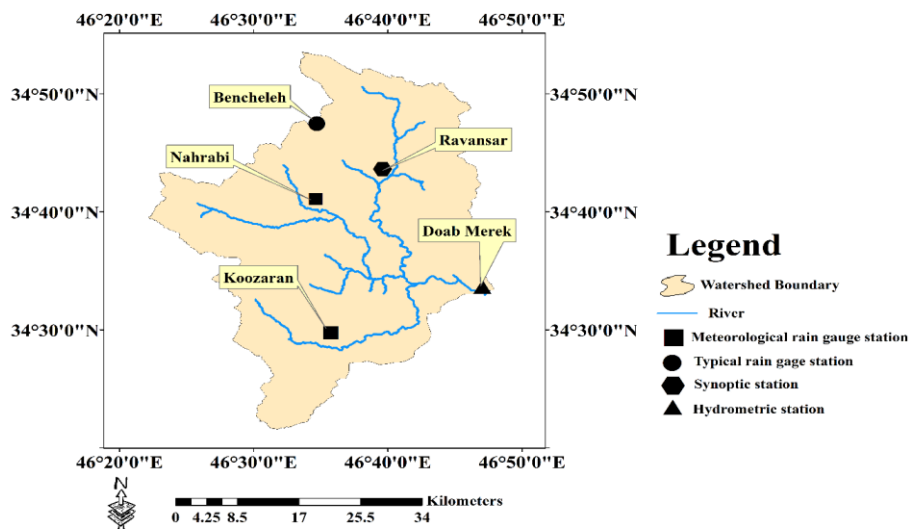 46°20'0"E 46°30'0"E 46°40'0"E 46°50'0"E
34°50'0"N 34°50'0"N
Bencheleh
Ravansar
Nahrabi
34°40'0"N 34°40'0"N
Doab Merek
Koozaran
34°30'0"N 34°30'0"N
46°20'0"E 46°30'0"E 46°40'0"E 46°50'0"E
N
Kilometers
0 4.25 8.5 17 25.5 34
Legend
Watershed Boundary
River
Meteorological rain gauge station
Typical rain gage station
Synoptic station
Hydrometric station